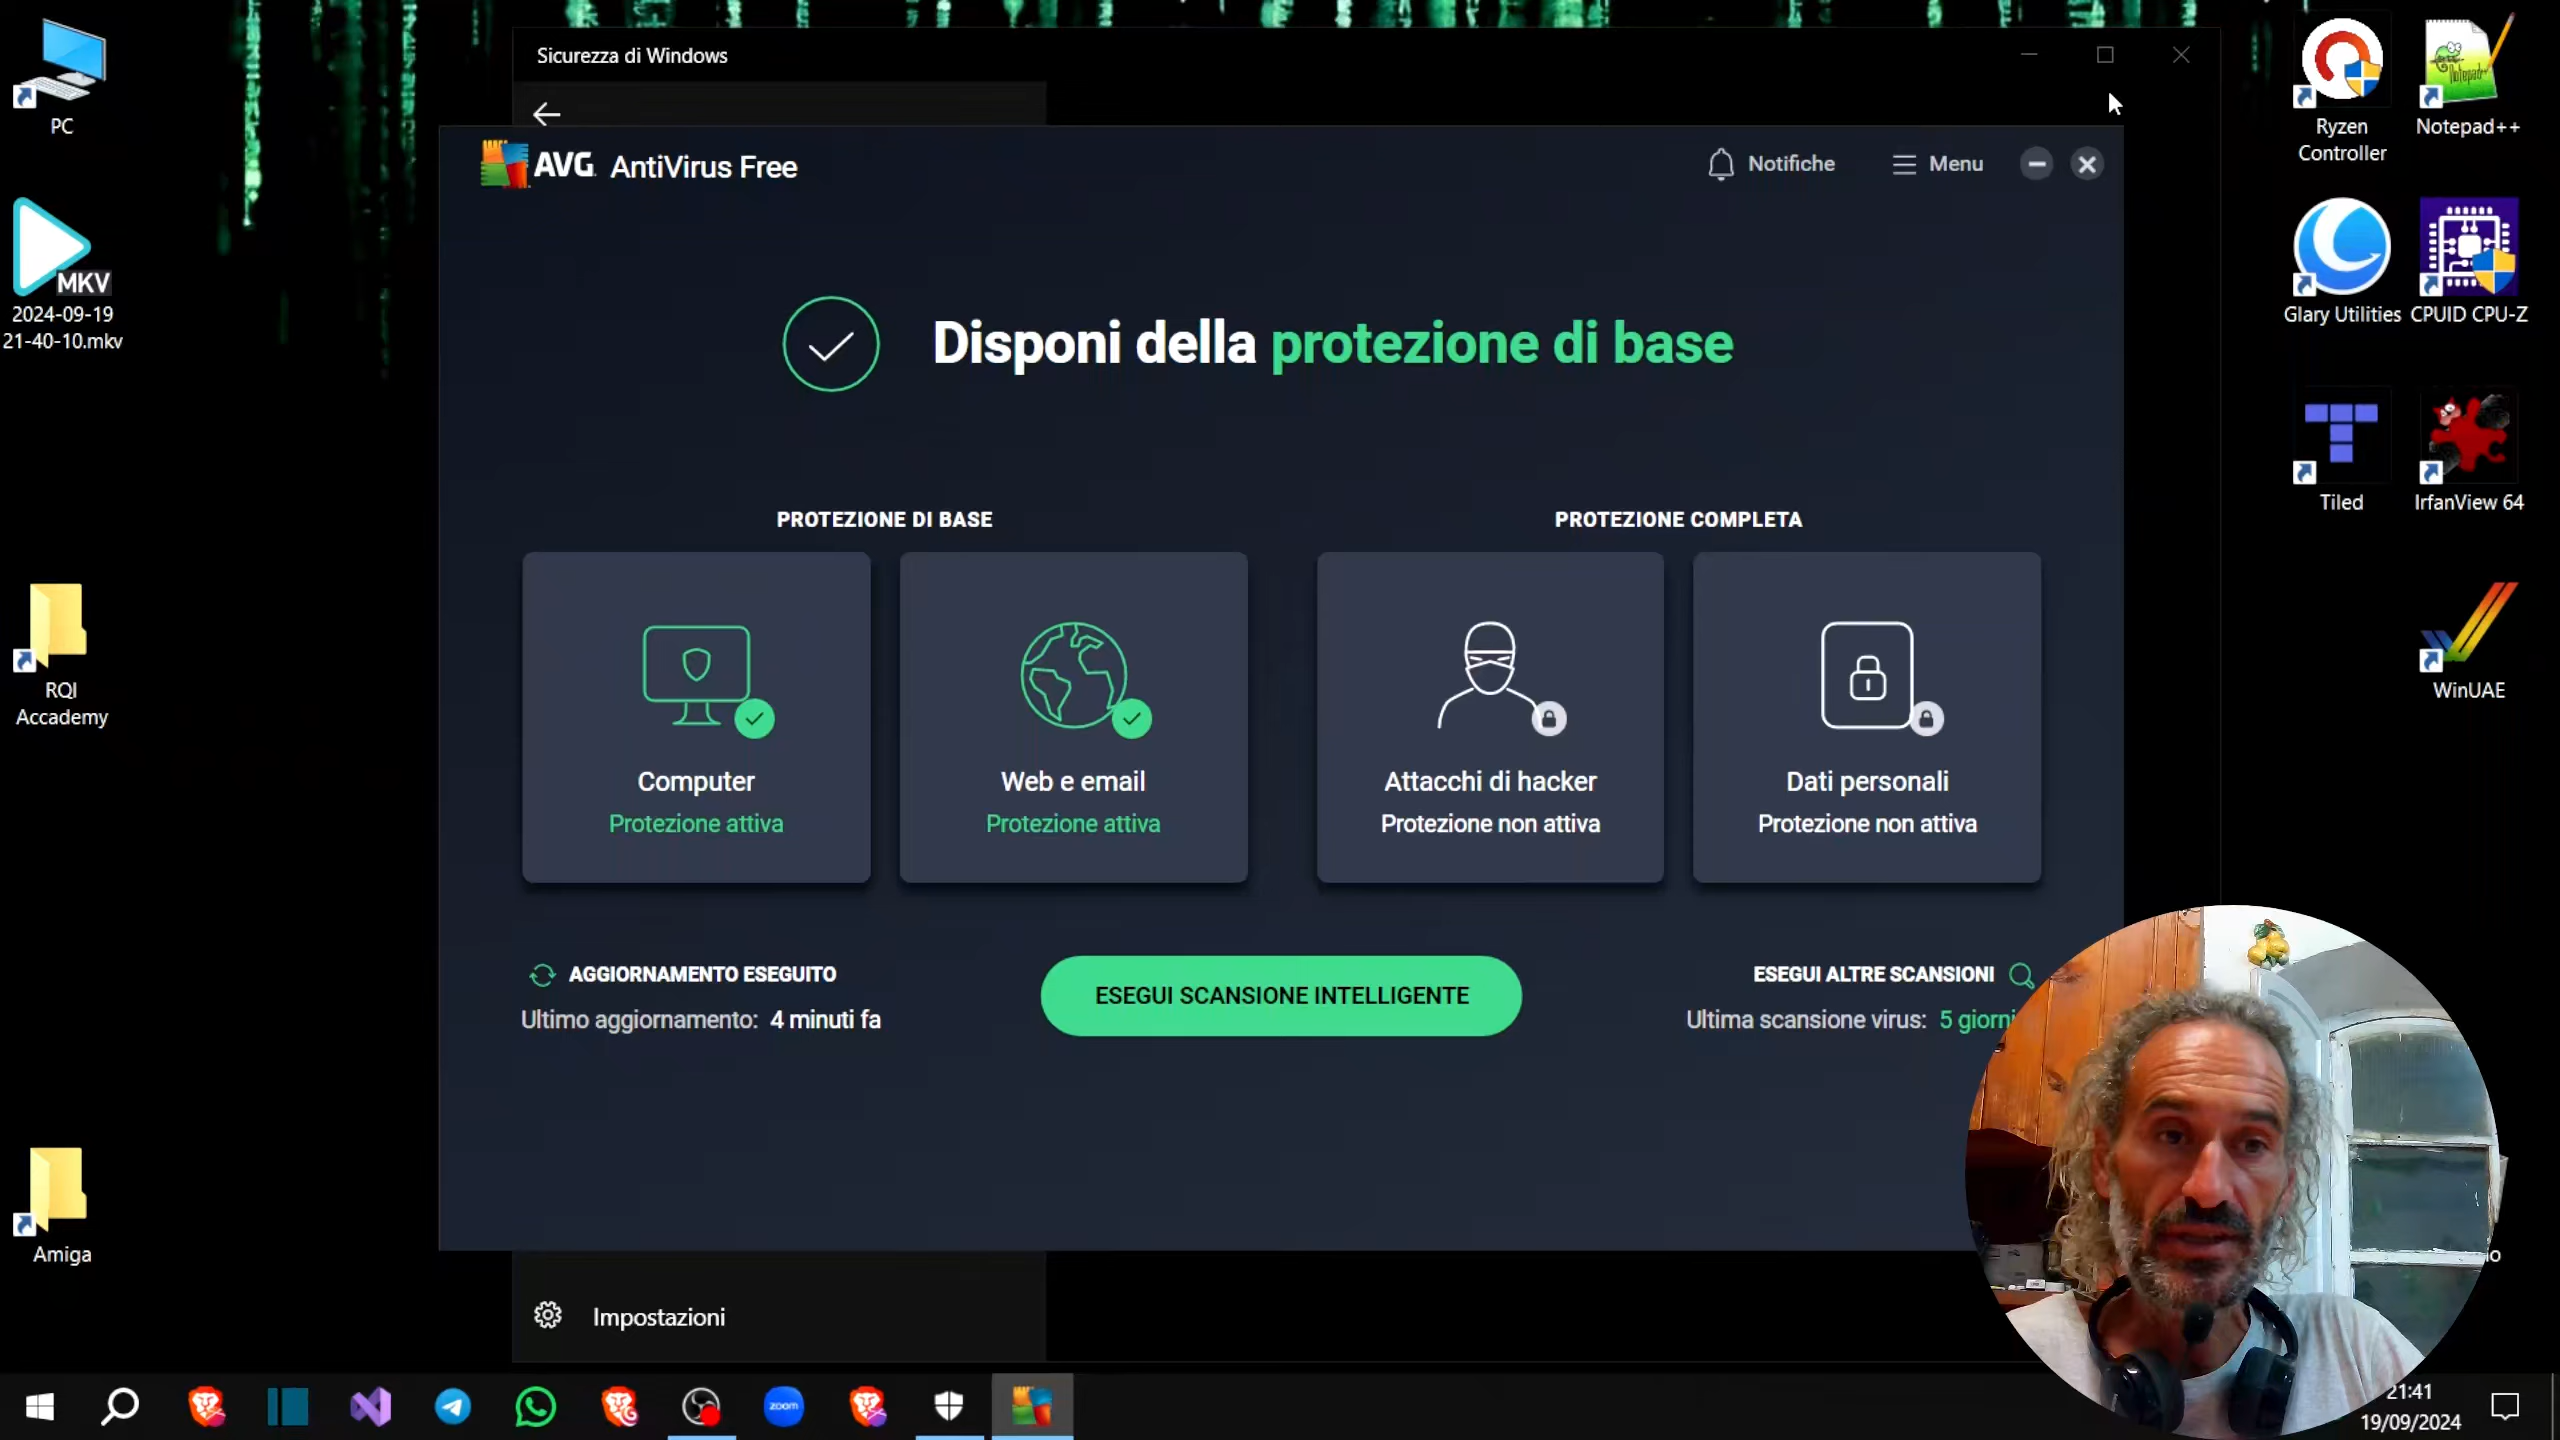 Sicurezza di Windows
PC
Ryzen
Controller
Notepad++
AVG AntiVirus Free
Notifiche
Menu
MKV
2024-09-19
21-40-10.mkv
Glary Utilities
CPUID CPU-Z
Disponi della protezione di base
PROTEZIONE DI BASE
PROTEZIONE COMPLETA
Tiled
IrfanView 64
Computer
Protezione attiva
Web e email
Protezione attiva
Attacchi di hacker
Protezione non attiva
Dati personali
Protezione non attiva
RQI
Accademy
WinUAE
AGGIORNAMENTO ESEGUITO
Ultimo aggiornamento: 4 minuti fa
ESEGUI SCANSIONE INTELLIGENTE
ESEGUI ALTRE SCANSIONI
Ultima scansione virus: 5 giorni
Amiga
Impostazioni
zoom
21:41
19/09/2024